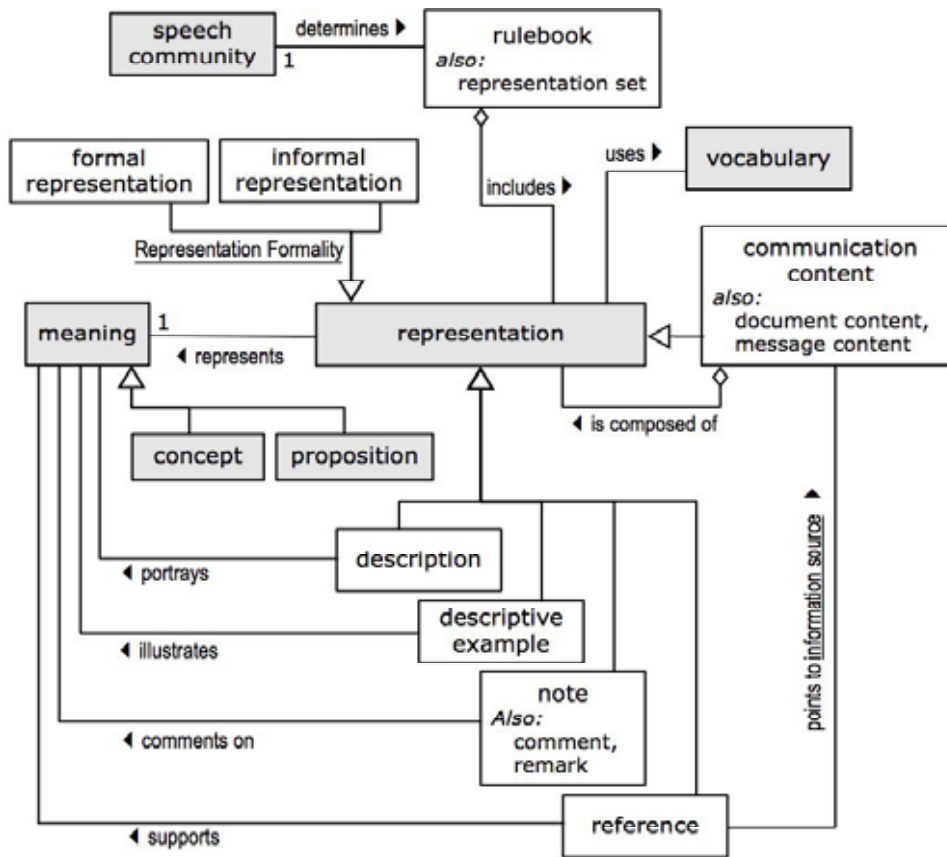 speech
community
determines ▶
1
rulebook
also:
representation set
formal
representation
informal
representation
includes ▶
uses ▶
vocabulary
Representation Formality
communication
content
also:
document content,
message content
meaning
1
◀ represents
representation
◀ is composed of
concept
proposition
points to information source ▶
description
◀ portrays
descriptive
example
◀ illustrates
note
Also:
comment,
remark
◀ comments on
reference
◀ supports